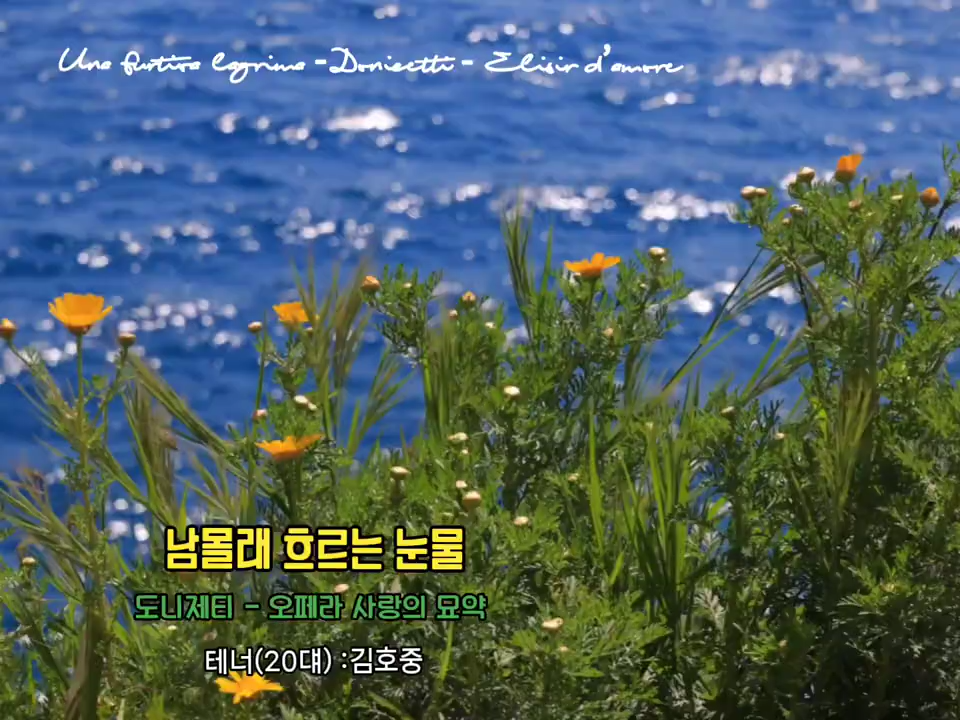 Una furtiva lagrima - Donizetti - Elisir d'amore
남몰래 흐르는 눈물
도니제티 - 오페라 사랑의 묘약
테너(20대) :김호중